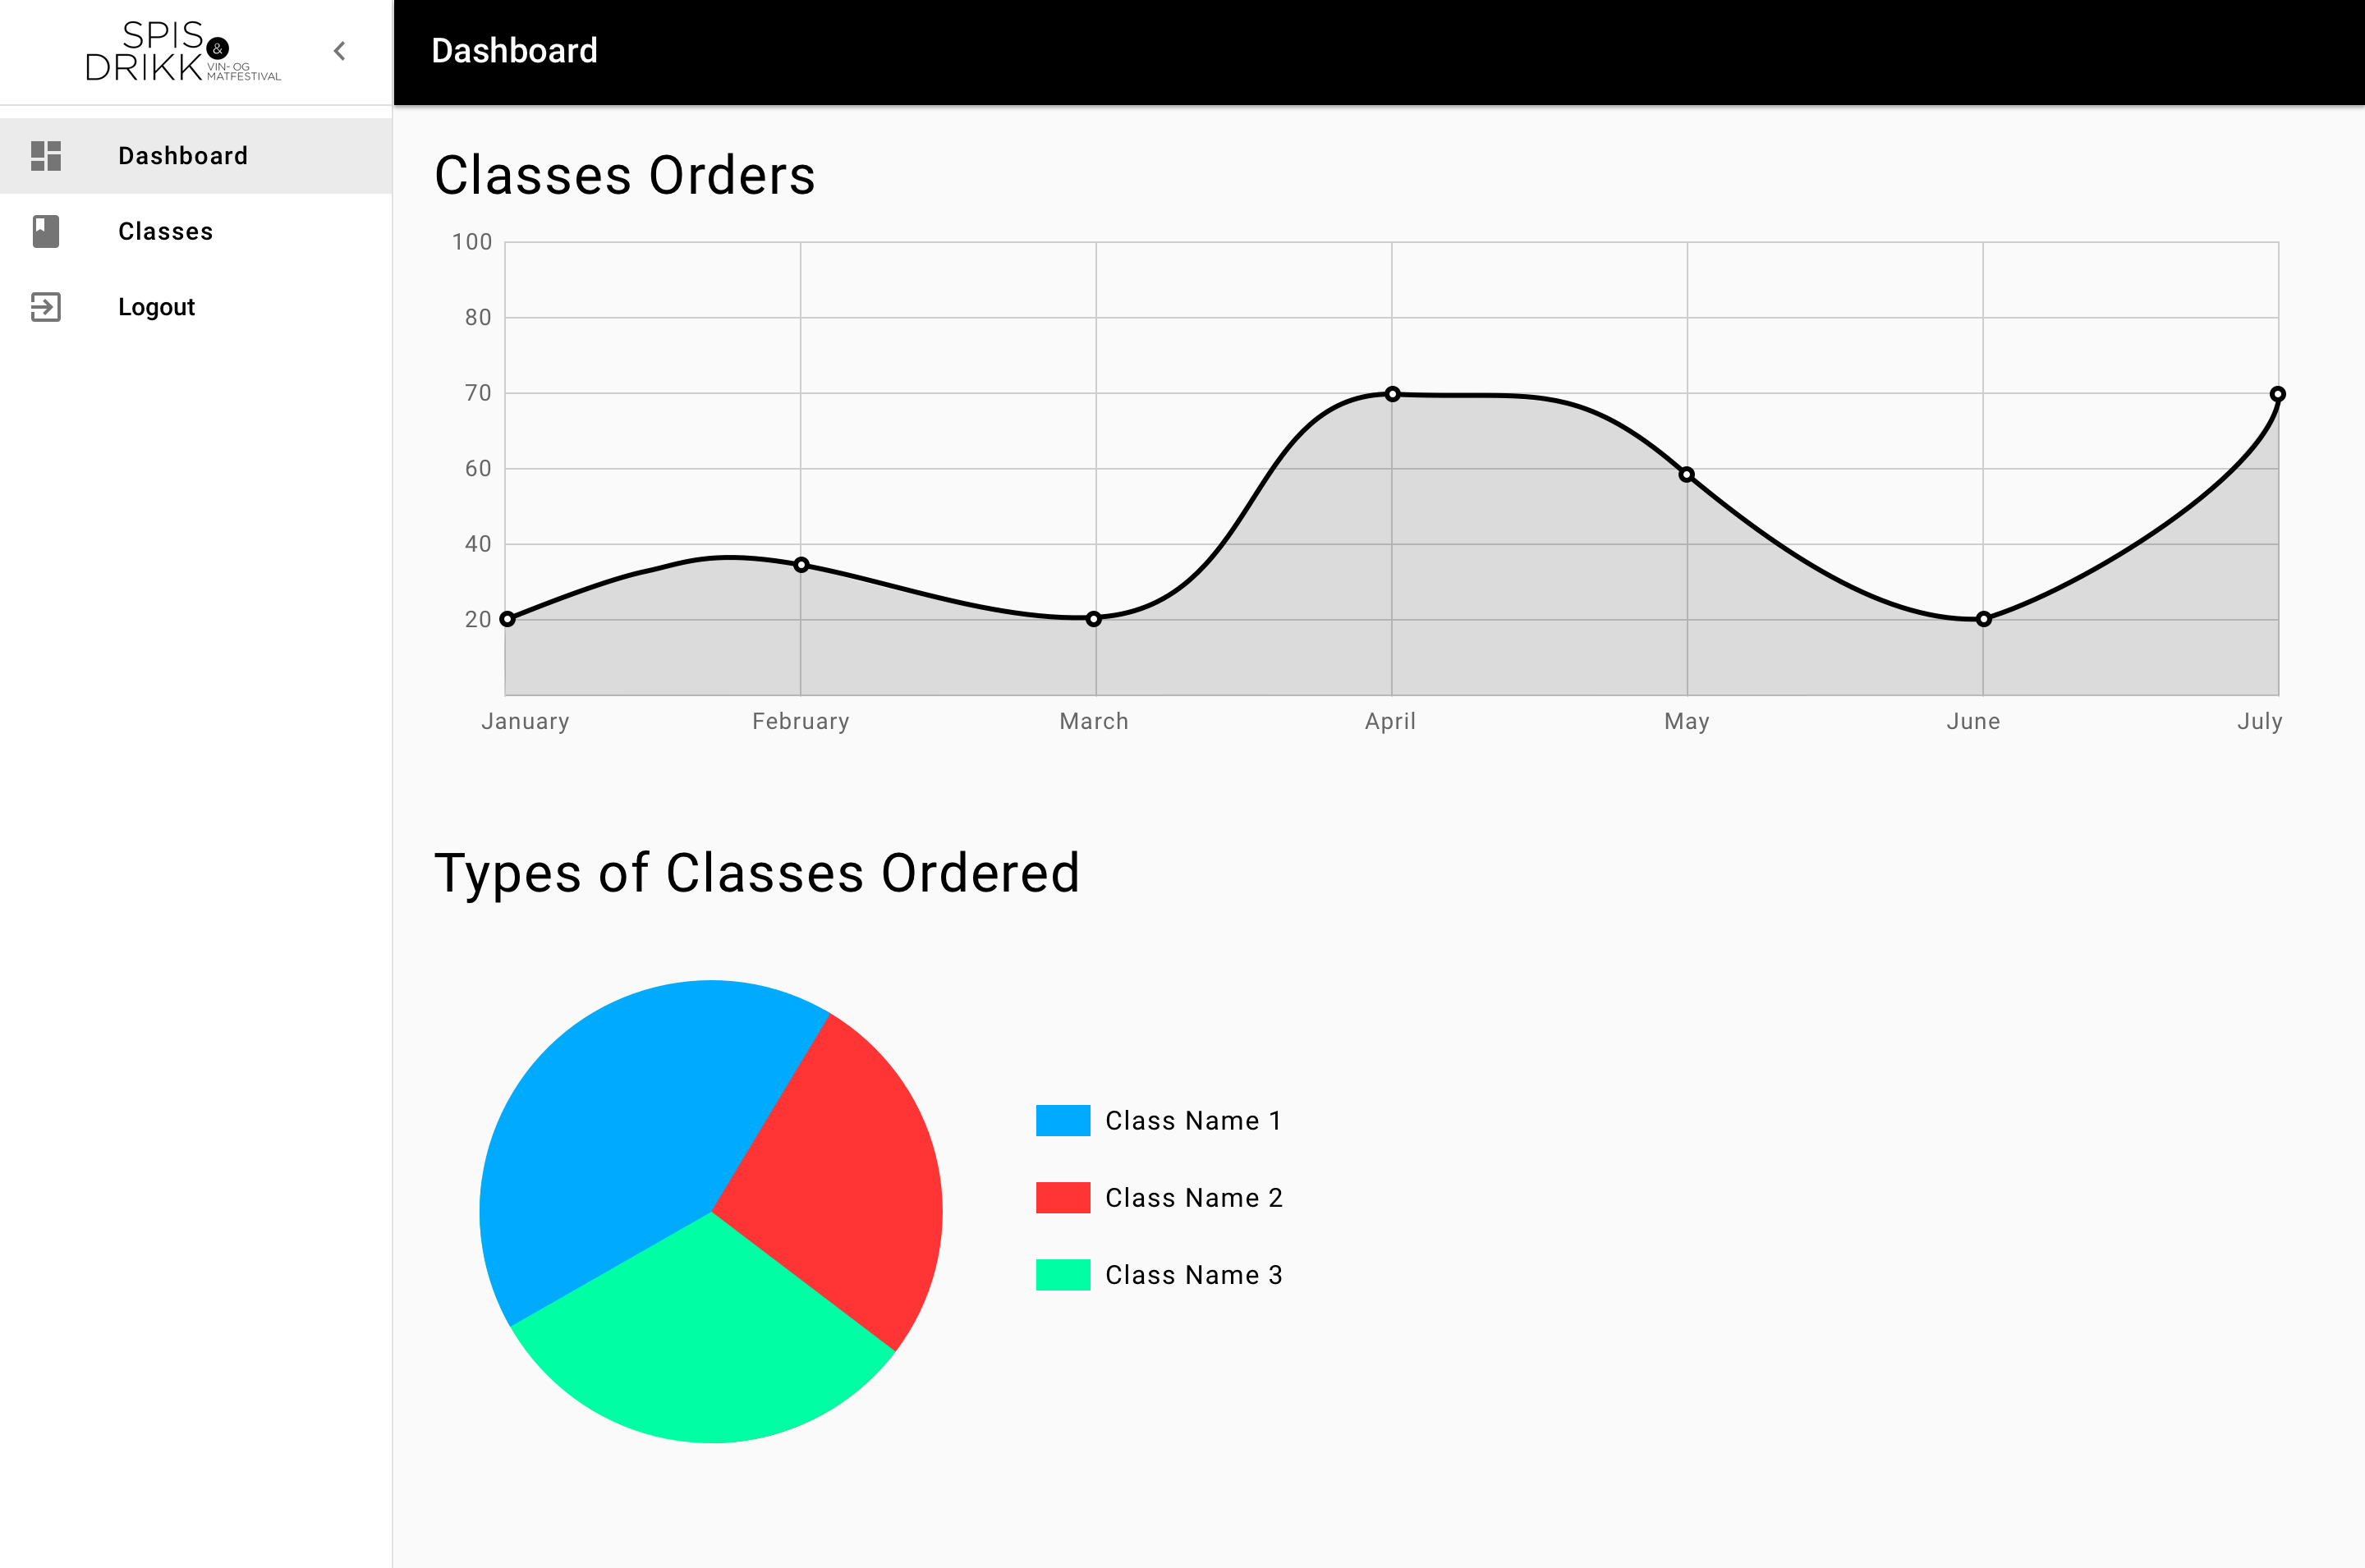 SPIS
DRIKK
&
VIN- OG
MATFESTIVAL
Dashboard
Dashboard
Classes
Logout
Classes Orders
100
80
70
60
40
20
January February March April May June July
Types of Classes Ordered
Class Name 1
Class Name 2
Class Name 3